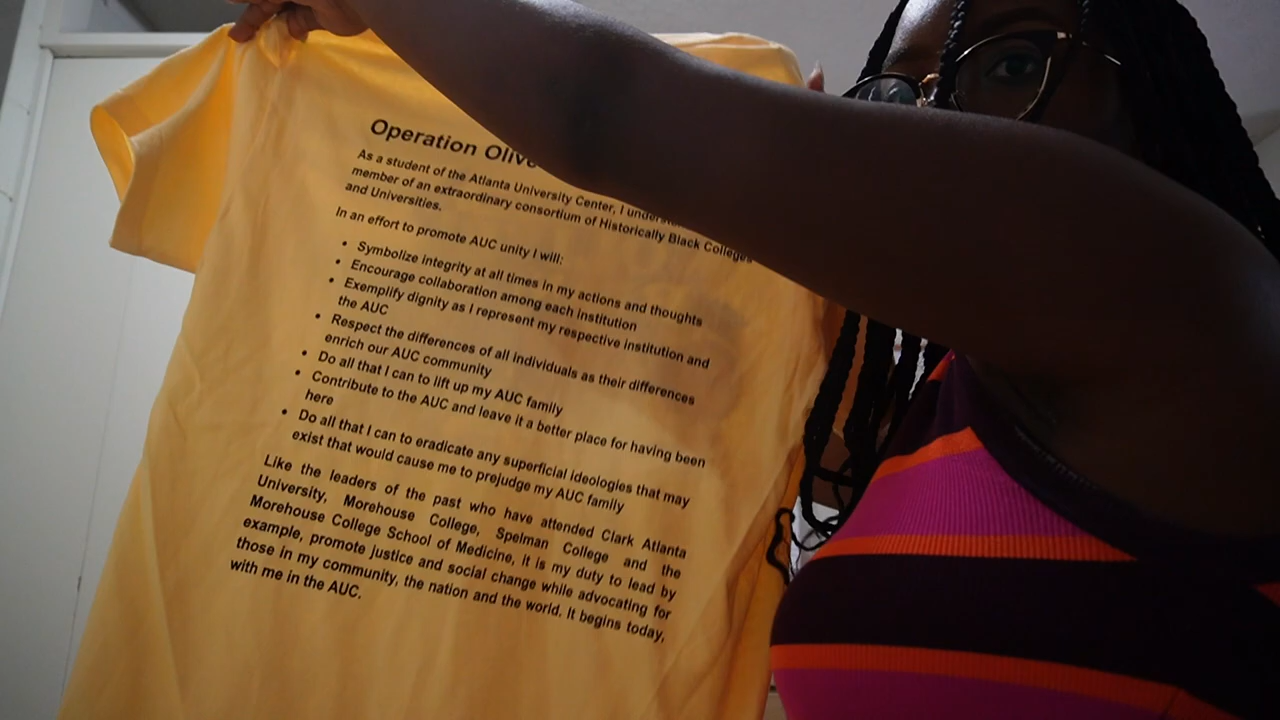 Operation Olive
As a student of the Atlanta University Center, I
member of an extraordinary consortium of Historically Black Colleges
and Universities.
In an effort to promote AUC unity I will:
• Symbolize integrity at all times in my actions and thoughts
• Encourage collaboration among each institution
• Exemplify dignity as I represent my respective institution and
the AUC
• Respect the differences of all individuals as their differences
enrich our AUC community
• Do all that I can to lift up my AUC family
• Contribute to the AUC and leave it a better place for having been
here
• Do all that I can to eradicate any superficial ideologies that may
exist that would cause me to prejudge my AUC family
Like the leaders of the past who have attended Clark Atlanta
University, Morehouse College, Spelman College and the
Morehouse College School of Medicine, it is my duty to lead by
example, promote justice and social change while advocating for
those in my community, the nation and the world. It begins today,
with me in the AUC.